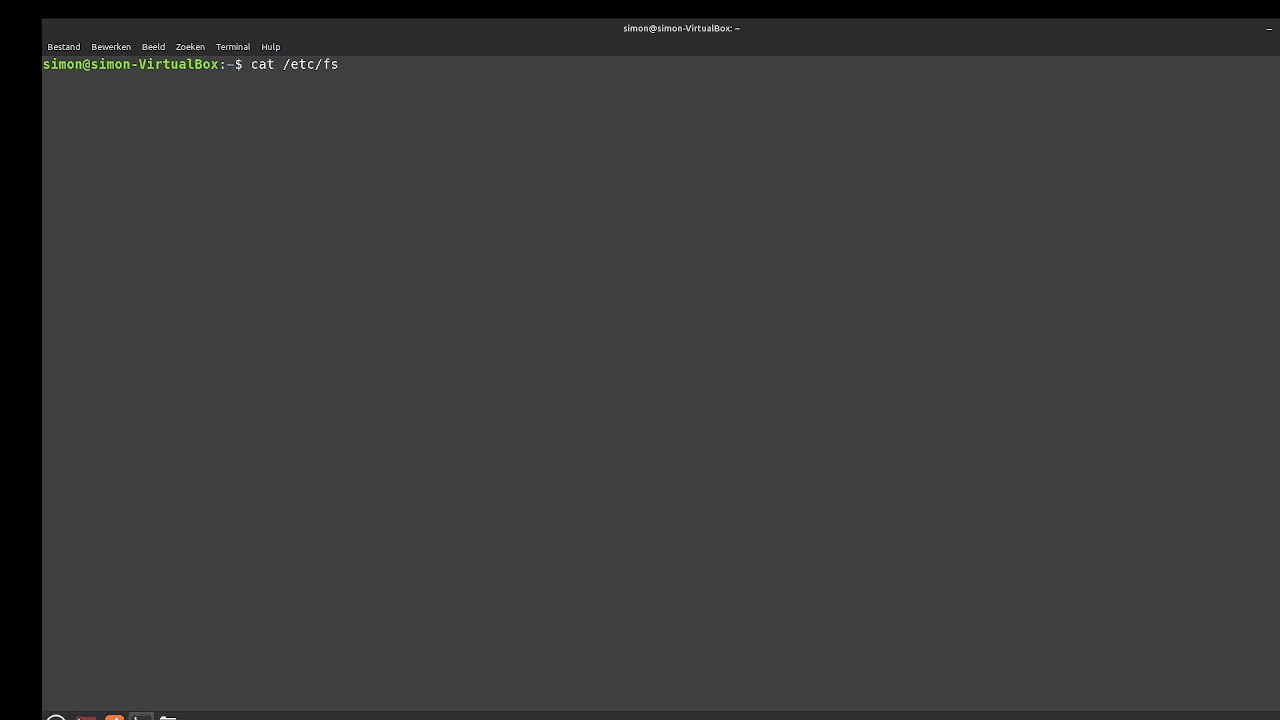 simon@simon-VirtualBox: ~
Bestand Bewerken Beeld Zoeken Terminal Hulp
simon@simon-VirtualBox:~$ cat /etc/fs